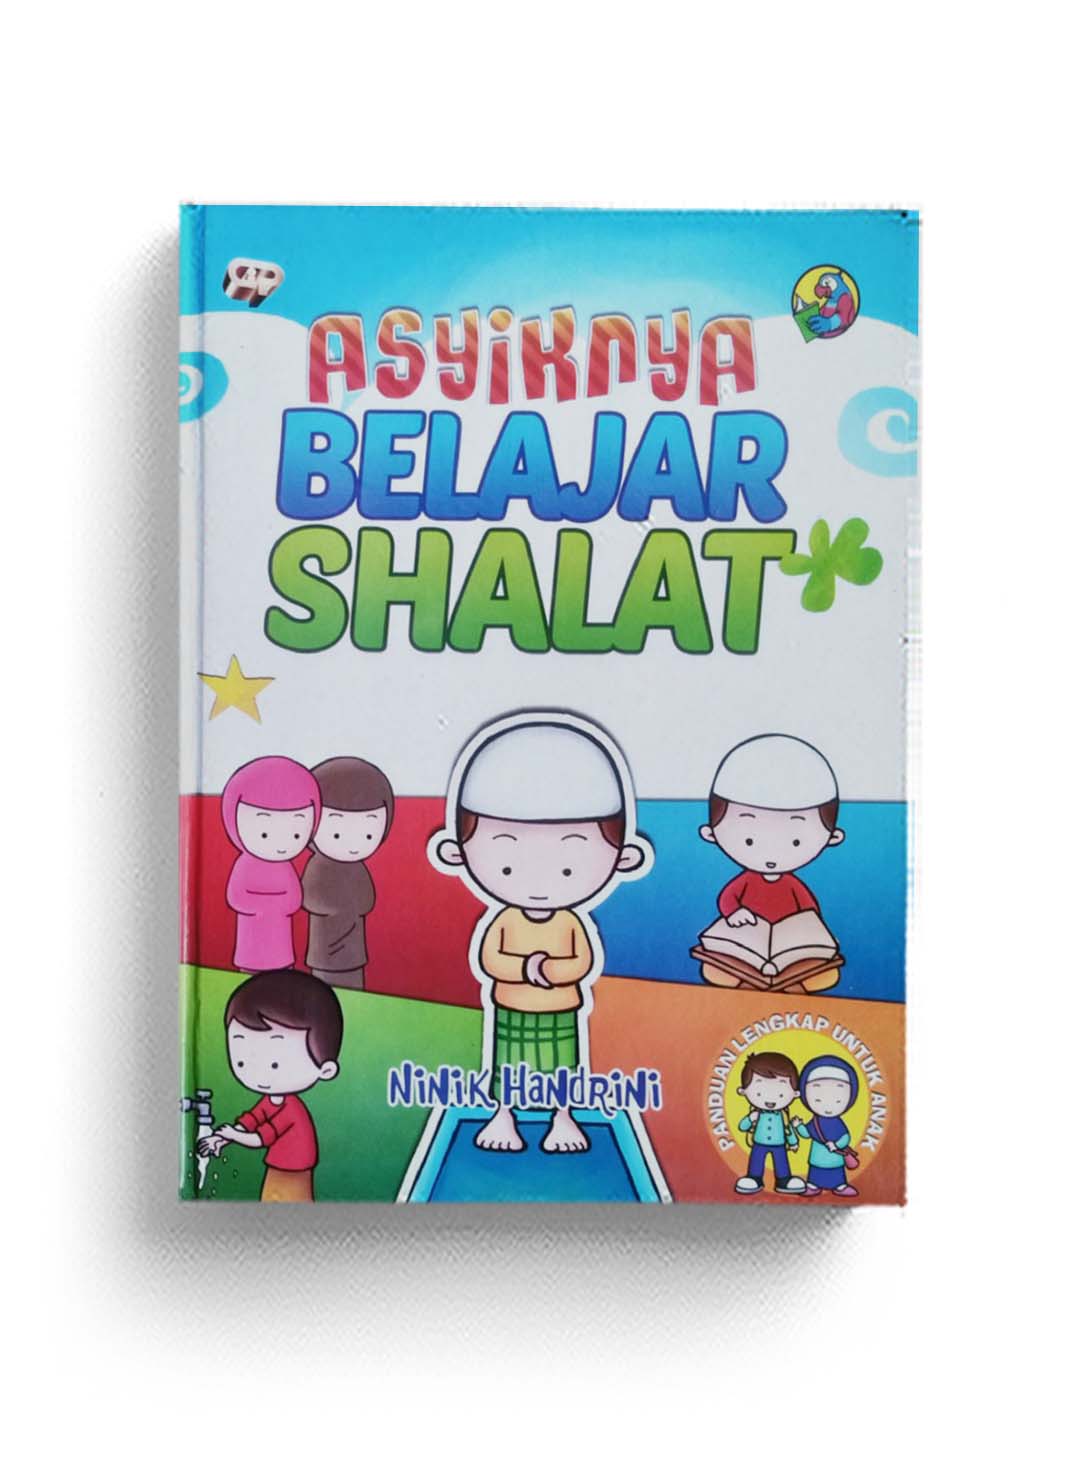 ASYIKNYA
BELAJAR
SHALAT
NINIK HANDRINI
PANDUAN LENGKAP UNTUK ANAK